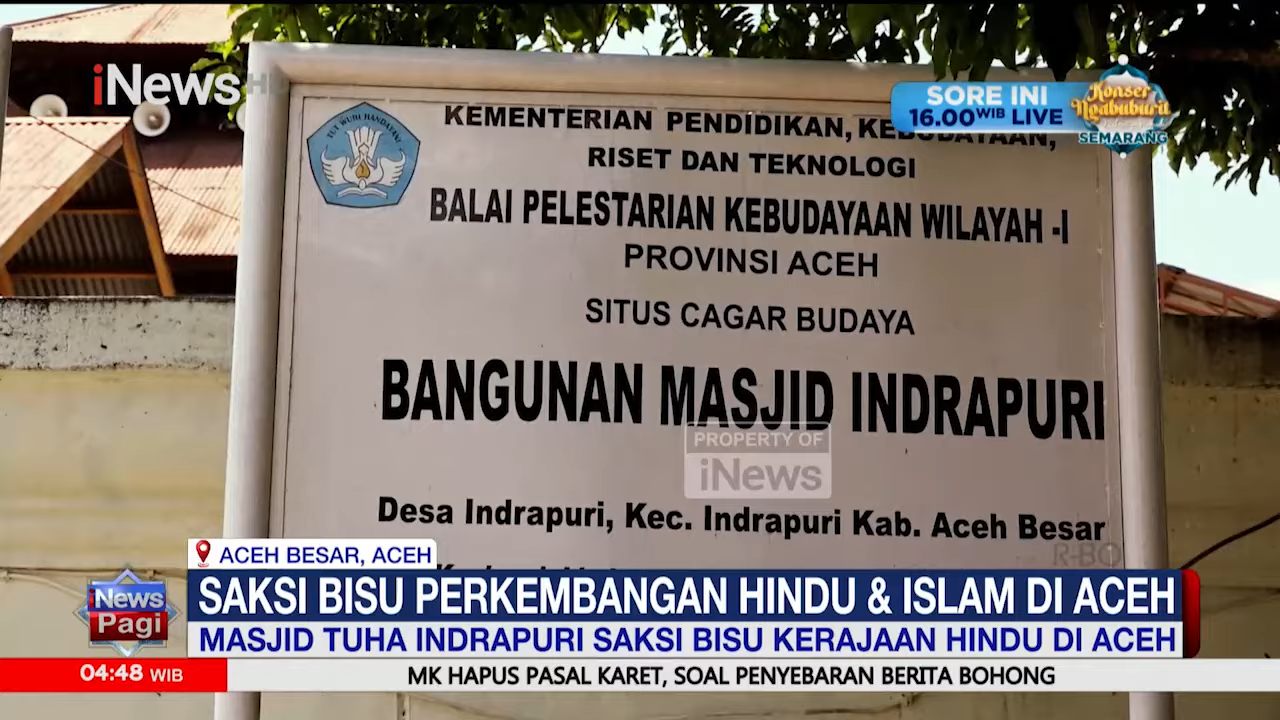 iNews
SORE INI
16.00 WIB LIVE
Konser
Ngabuburit
SEMARANG
TUT WURI HANDAYANI
KEMENTERIAN PENDIDIKAN, KEBUDAYAAN,
RISET DAN TEKNOLOGI
BALAI PELESTARIAN KEBUDAYAAN WILAYAH -I
PROVINSI ACEH
SITUS CAGAR BUDAYA
BANGUNAN MASJID INDRAPURI
PROPERTY OF
iNews
Desa Indrapuri, Kec. Indrapuri Kab. Aceh Besar
R-BO
ACEH BESAR, ACEH
iNews
Pagi
SAKSI BISU PERKEMBANGAN HINDU & ISLAM DI ACEH
MASJID TUHA INDRAPURI SAKSI BISU KERAJAAN HINDU DI ACEH
04:48 WIB
MK HAPUS PASAL KARET, SOAL PENYEBARAN BERITA BOHONG